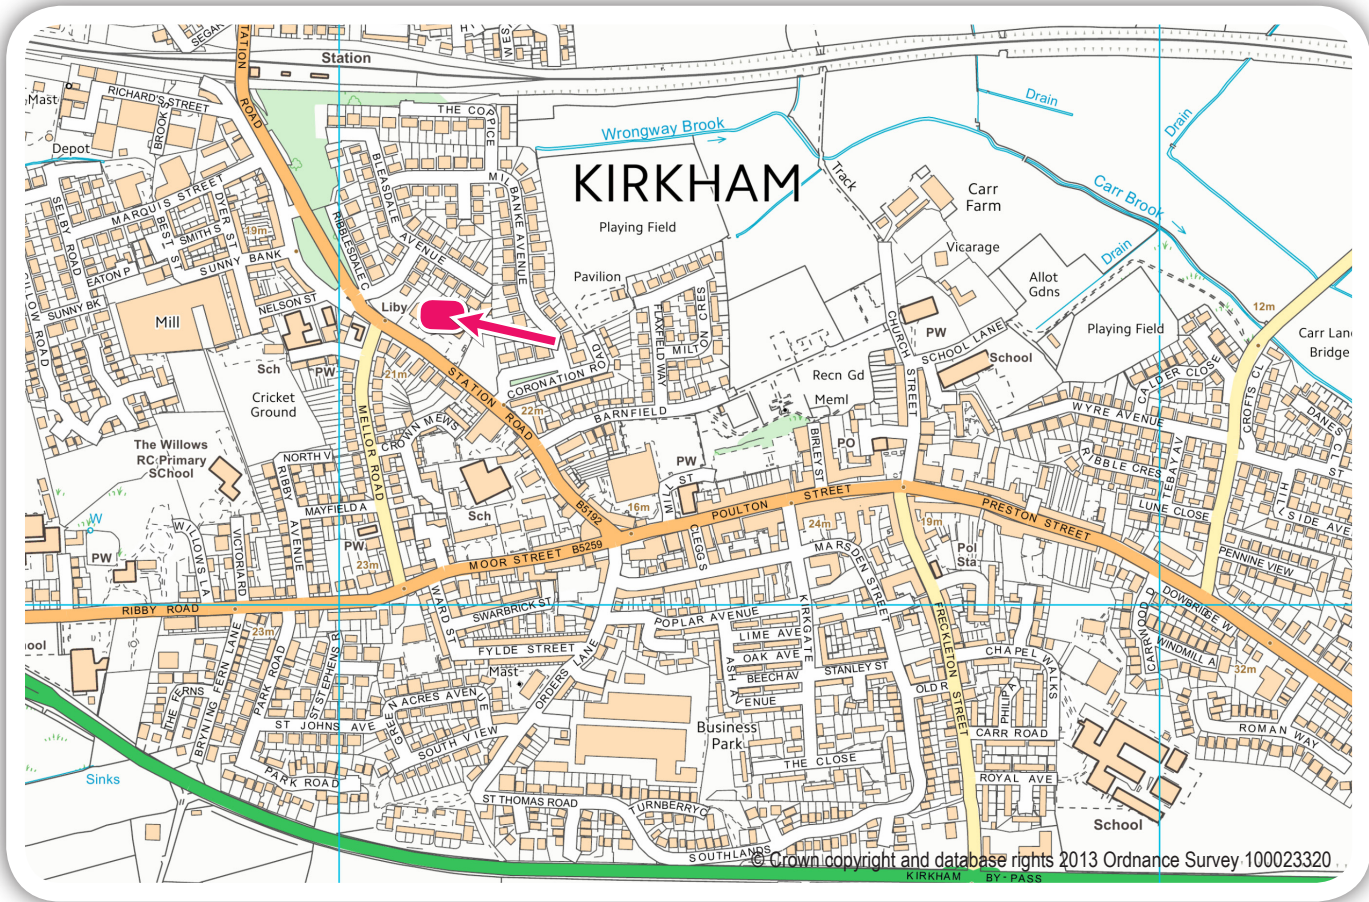 SEGAR
STATION
ROAD
Station
WES
Mast
RICHARD'S STREET
BROOK S
Depot
THE COPPICE
Wrongway Brook
Drain
Drain
KIRKHAM
Playing Field
Track
Carr
Farm
Carr Brook
Vicarage
Drain
MARQUIS STREET
SELBY ROAD
DYER ST
BEST ST
SMITH S
19m
EATON P
SUNNY BANK
SUNNY BK
WILLOW ROAD
BLEASDALE AVENUE
RIBBLESDALE C
MILBANKE AVENUE
Pavilion
Allot
Gdns
Playing Field
12m
Carr Lane
Bridge
NELSON ST
Liby
Mill
Sch
PW
FLAXFIELD WAY
MILTON CRES
CHURCH STREET
PW
SCHOOL LANE
School
CALDER CLOSE
CROFTS CL
DANES C
21m
STATION ROAD
CORONATION ROAD
22m
BARNFIELD
Recn Gd
Meml
WYRE AVENUE
Cricket
Ground
MELLOR ROAD
CROWN MEWS
The Willows
RC Primary
SChool
NORTH V
RIBBY AVENUE
MAYFIELD A
Sch
PW
MILL ST
BIRLEY ST
PO
RIBBLE CRES
TEBAY AV
LUNE CLOSE
HILLSIDE AVE
ST
B5192
16m
POULTON STREET
PRESTON STREET
24m
19m
W
PW
WILLOWS LA
VICTORIA RD
PW
23m
MOOR STREET B5259
CLEGG S
MARSDEN STREET
Pol
Sta
PENNINE VIEW
RIBBY ROAD
WARD ST
SWARBRICK ST
POPLAR AVENUE
KIRKGATE
FRECKLETON STREET
DOWBRIDGE W
CARRWOOD D
WINDMILL A
32m
ool
23m
BRYNING FERN LANE
PARK ROAD
ST STEPHENS R
FYLDE STREET
LIME AVE
OAK AVE
BEECH AV
ASH AVENUE
STANLEY ST
CHAPEL WALKS
OLD R
PHILIP A
Mast
ORDERS LANE
THE FERNS
GREEN ACRES AVENUE
ST JOHNS AVE
SOUTH VIEW
Business
Park
CARR ROAD
ROMAN WAY
THE CLOSE
Sinks
PARK ROAD
ROYAL AVE
ST THOMAS ROAD
TURNBERRY C
School
SOUTHLANDS
© Crown copyright and database rights 2013 Ordnance Survey 100023320
KIRKHAM BY-PASS